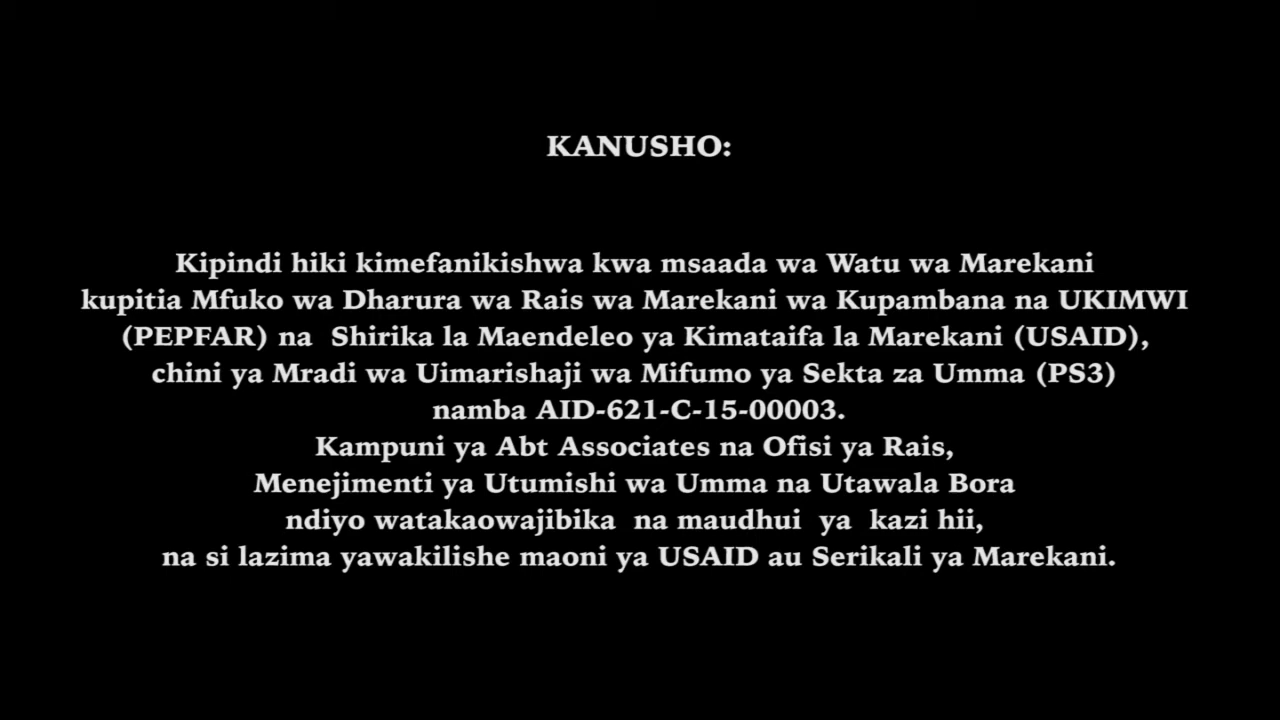 KANUSHO:
Kipindi hiki kimefanikishwa kwa msaada wa Watu wa Marekani
kupitia Mfuko wa Dharura wa Rais wa Marekani wa Kupambana na UKIMWI
(PEPFAR) na Shirika la Maendeleo ya Kimataifa la Marekani (USAID),
chini ya Mradi wa Uimarishaji wa Mifumo ya Sekta za Umma (PS3)
namba AID-621-C-15-00003.
Kampuni ya Abt Associates na Ofisi ya Rais,
Menejimenti ya Utumishi wa Umma na Utawala Bora
ndiyo watakaowajibika na maudhui ya kazi hii,
na si lazima yawakilishe maoni ya USAID au Serikali ya Marekani.